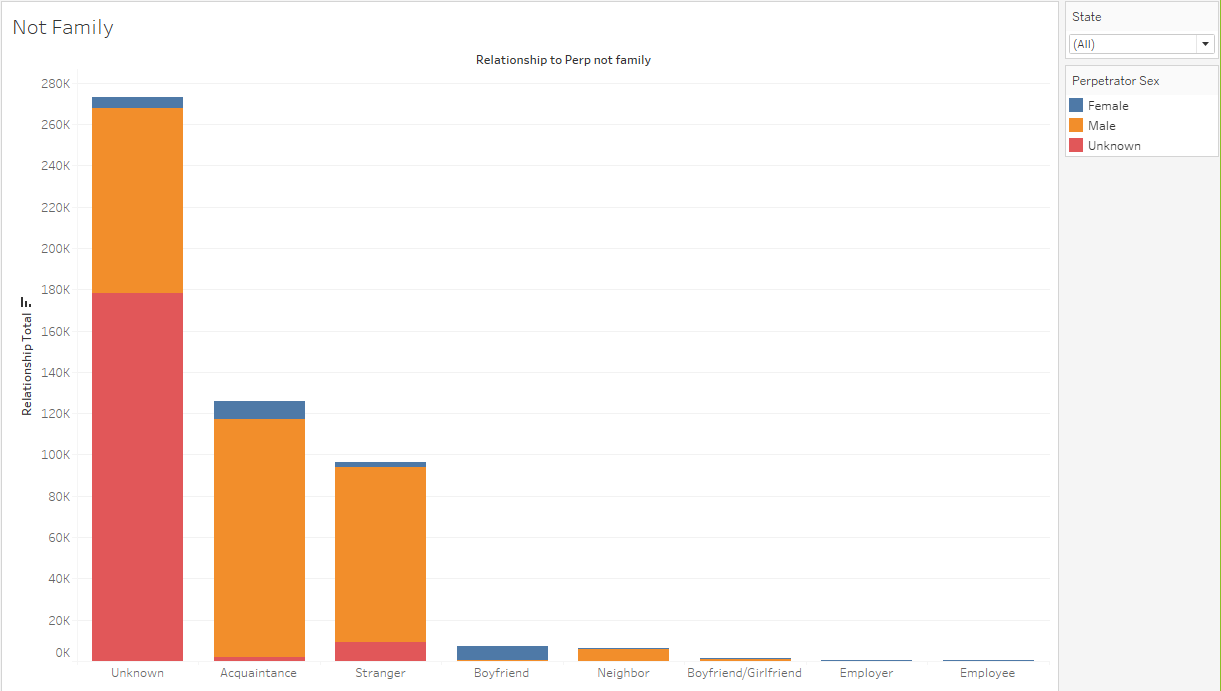 Not Family
Relationship to Perp not family
280K
260K
240K
220K
200K
180K
160K
140K
120K
100K
80K
60K
40K
20K
0K
Relationship Total
Unknown
Acquaintance
Stranger
Boyfriend
Neighbor
Boyfriend/Girlfriend
Employer
Employee
State
(All)
Perpetrator Sex
Female
Male
Unknown